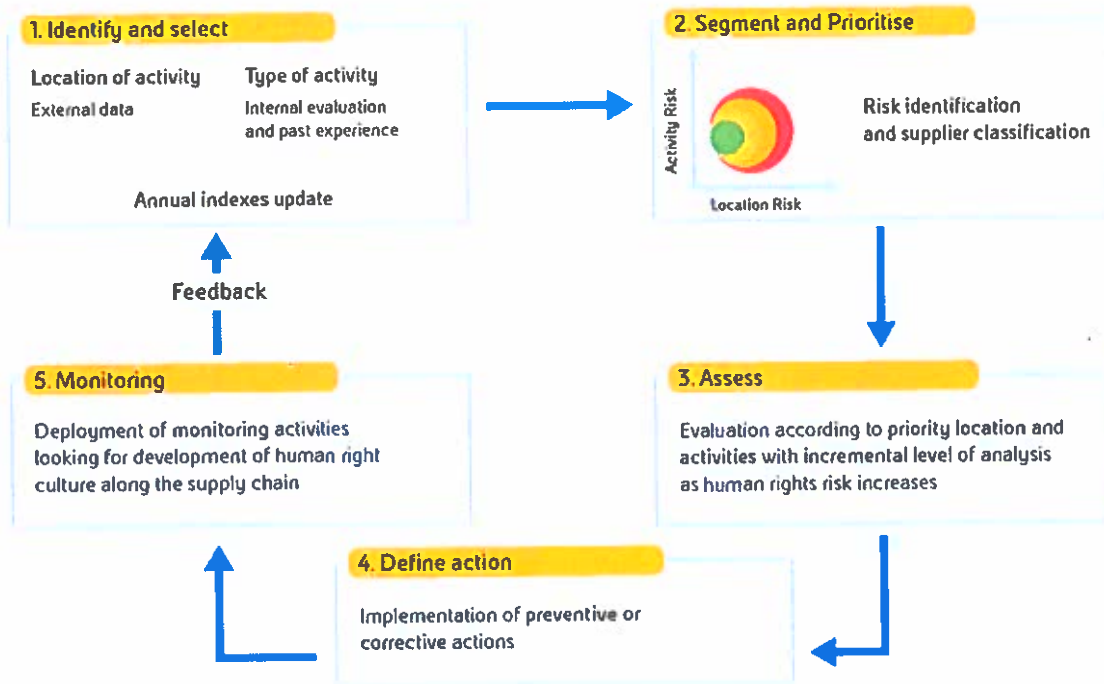 1. Identify and select
Location of activity
External data
Type of activity
Internal evaluation
and past experience
Annual indexes update
2. Segment and Prioritise
Activity Risk
Location Risk
Risk identification
and supplier classification
3. Assess
Evaluation according to priority location and
activities with incremental level of analysis
as human rights risk increases
4. Define action
Implementation of preventive or
corrective actions
5. Monitoring
Deployment of monitoring activities
looking for development of human right
culture along the supply chain
Feedback